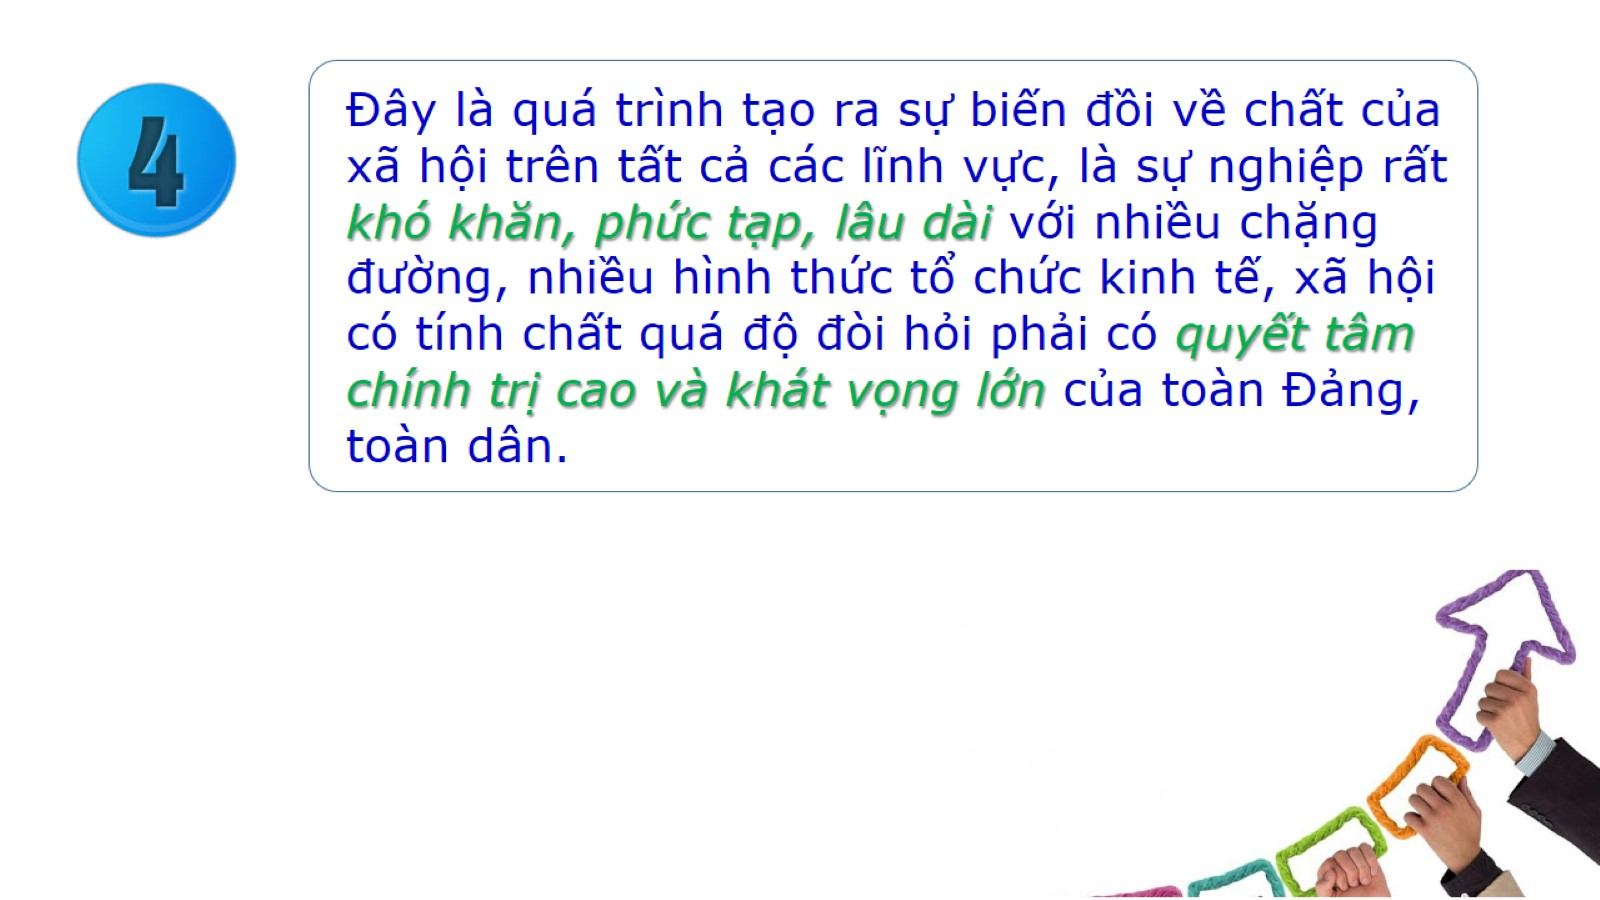 4
Đây là quá trình tạo ra sự biến đồi về chất của
xã hội trên tất cả các lĩnh vực, là sự nghiệp rất
khó khăn, phức tạp, lâu dài với nhiều chặng
đường, nhiều hình thức tổ chức kinh tế, xã hội
có tính chất quá độ đòi hỏi phải có quyết tâm
chính trị cao và khát vọng lớn của toàn Đảng,
toàn dân.